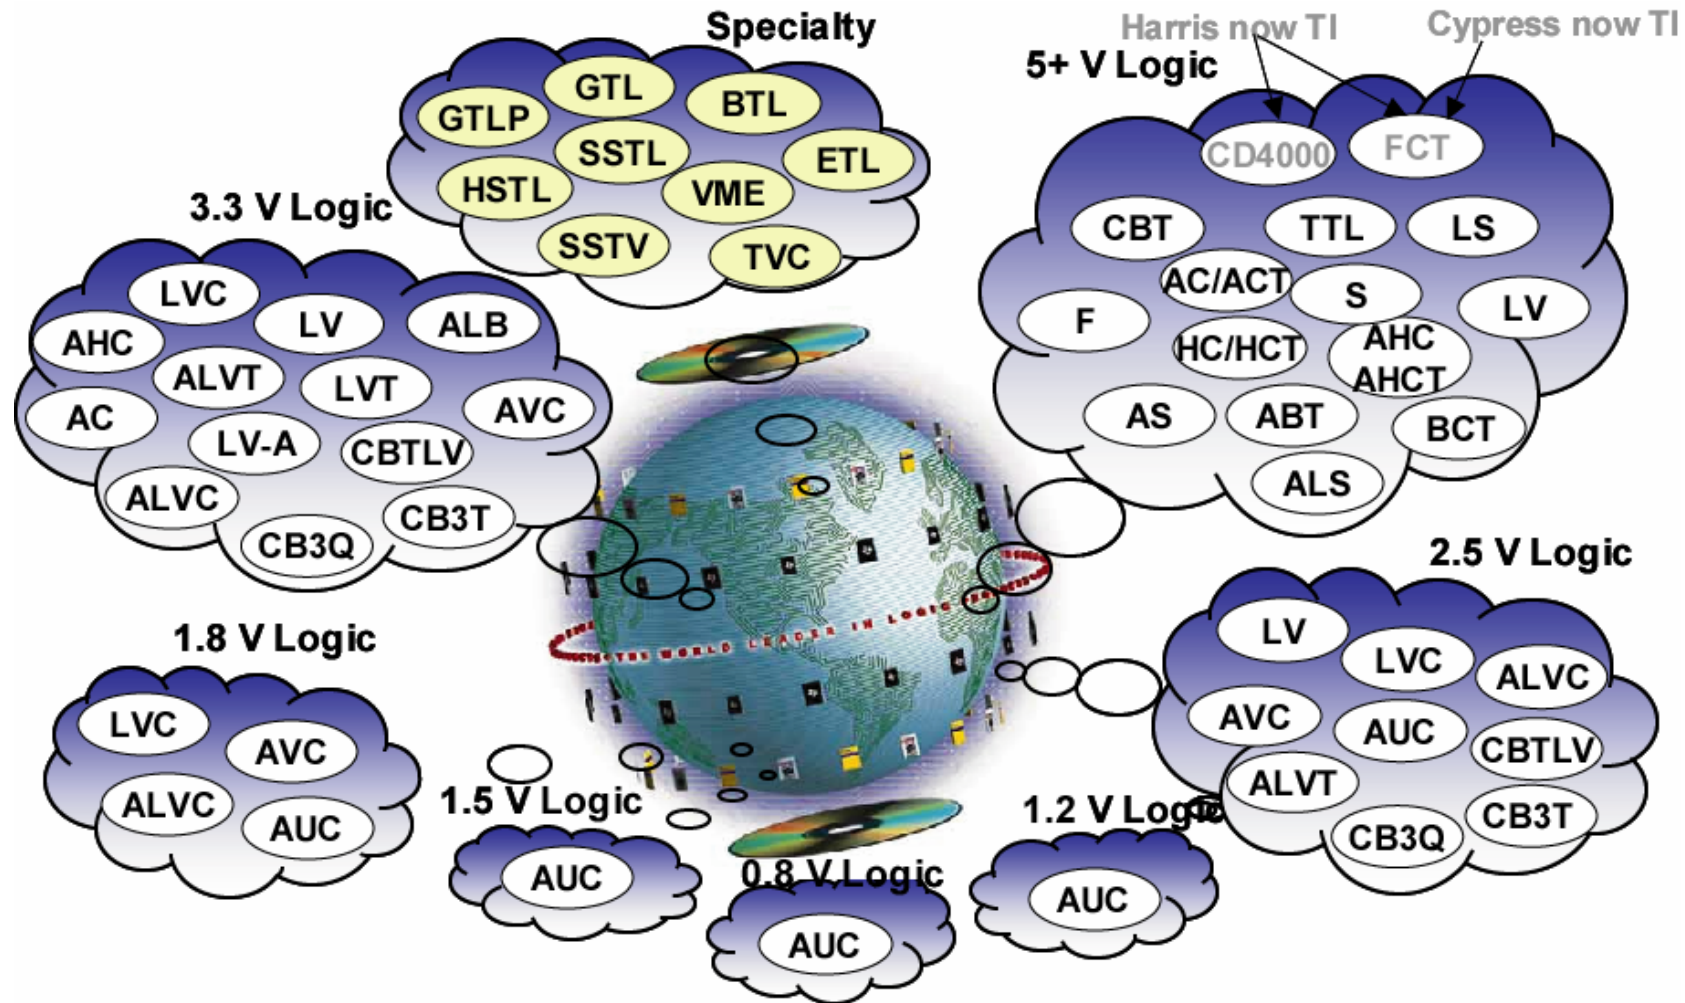 Specialty
GTLP
GTL
BTL
SSTL
ETL
HSTL
VME
SSTV
TVC
Harris now TI
Cypress now TI
5+ V Logic
CD4000
FCT
CBT
TTL
LS
AC/ACT
S
LV
F
HC/HCT
AHC
AHCT
AS
ABT
BCT
ALS
3.3 V Logic
LVC
LV
ALB
AHC
ALVT
LVT
AVC
AC
LV-A
CBTLV
ALVC
CB3T
CB3Q
THE WORLD LEADER IN LOGIC
2.5 V Logic
LV
LVC
ALVC
AVC
AUC
CBTLV
ALVT
CB3T
CB3Q
1.8 V Logic
LVC
AVC
ALVC
AUC
1.5 V Logic
AUC
0.8 V Logic
AUC
1.2 V Logic
AUC